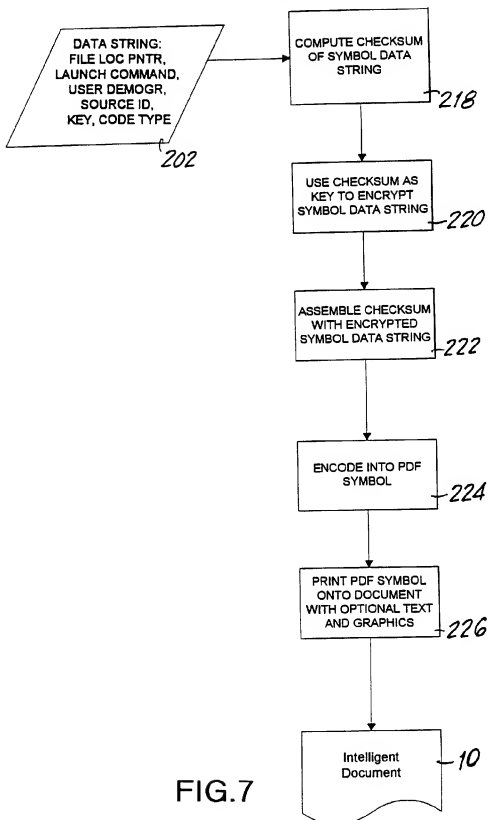 DATA STRING:
FILE LOC PNTR,
LAUNCH COMMAND,
USER DEMOGR,
SOURCE ID,
KEY, CODE TYPE
202
COMPUTE CHECKSUM
OF SYMBOL DATA
STRING
218
USE CHECKSUM AS
KEY TO ENCRYPT
SYMBOL DATA STRING
220
ASSEMBLE CHECKSUM
WITH ENCRYPTED
SYMBOL DATA STRING
222
ENCODE INTO PDF
SYMBOL
224
PRINT PDF SYMBOL
ONTO DOCUMENT
WITH OPTIONAL TEXT
AND GRAPHICS
226
Intelligent
Document
10
FIG.7